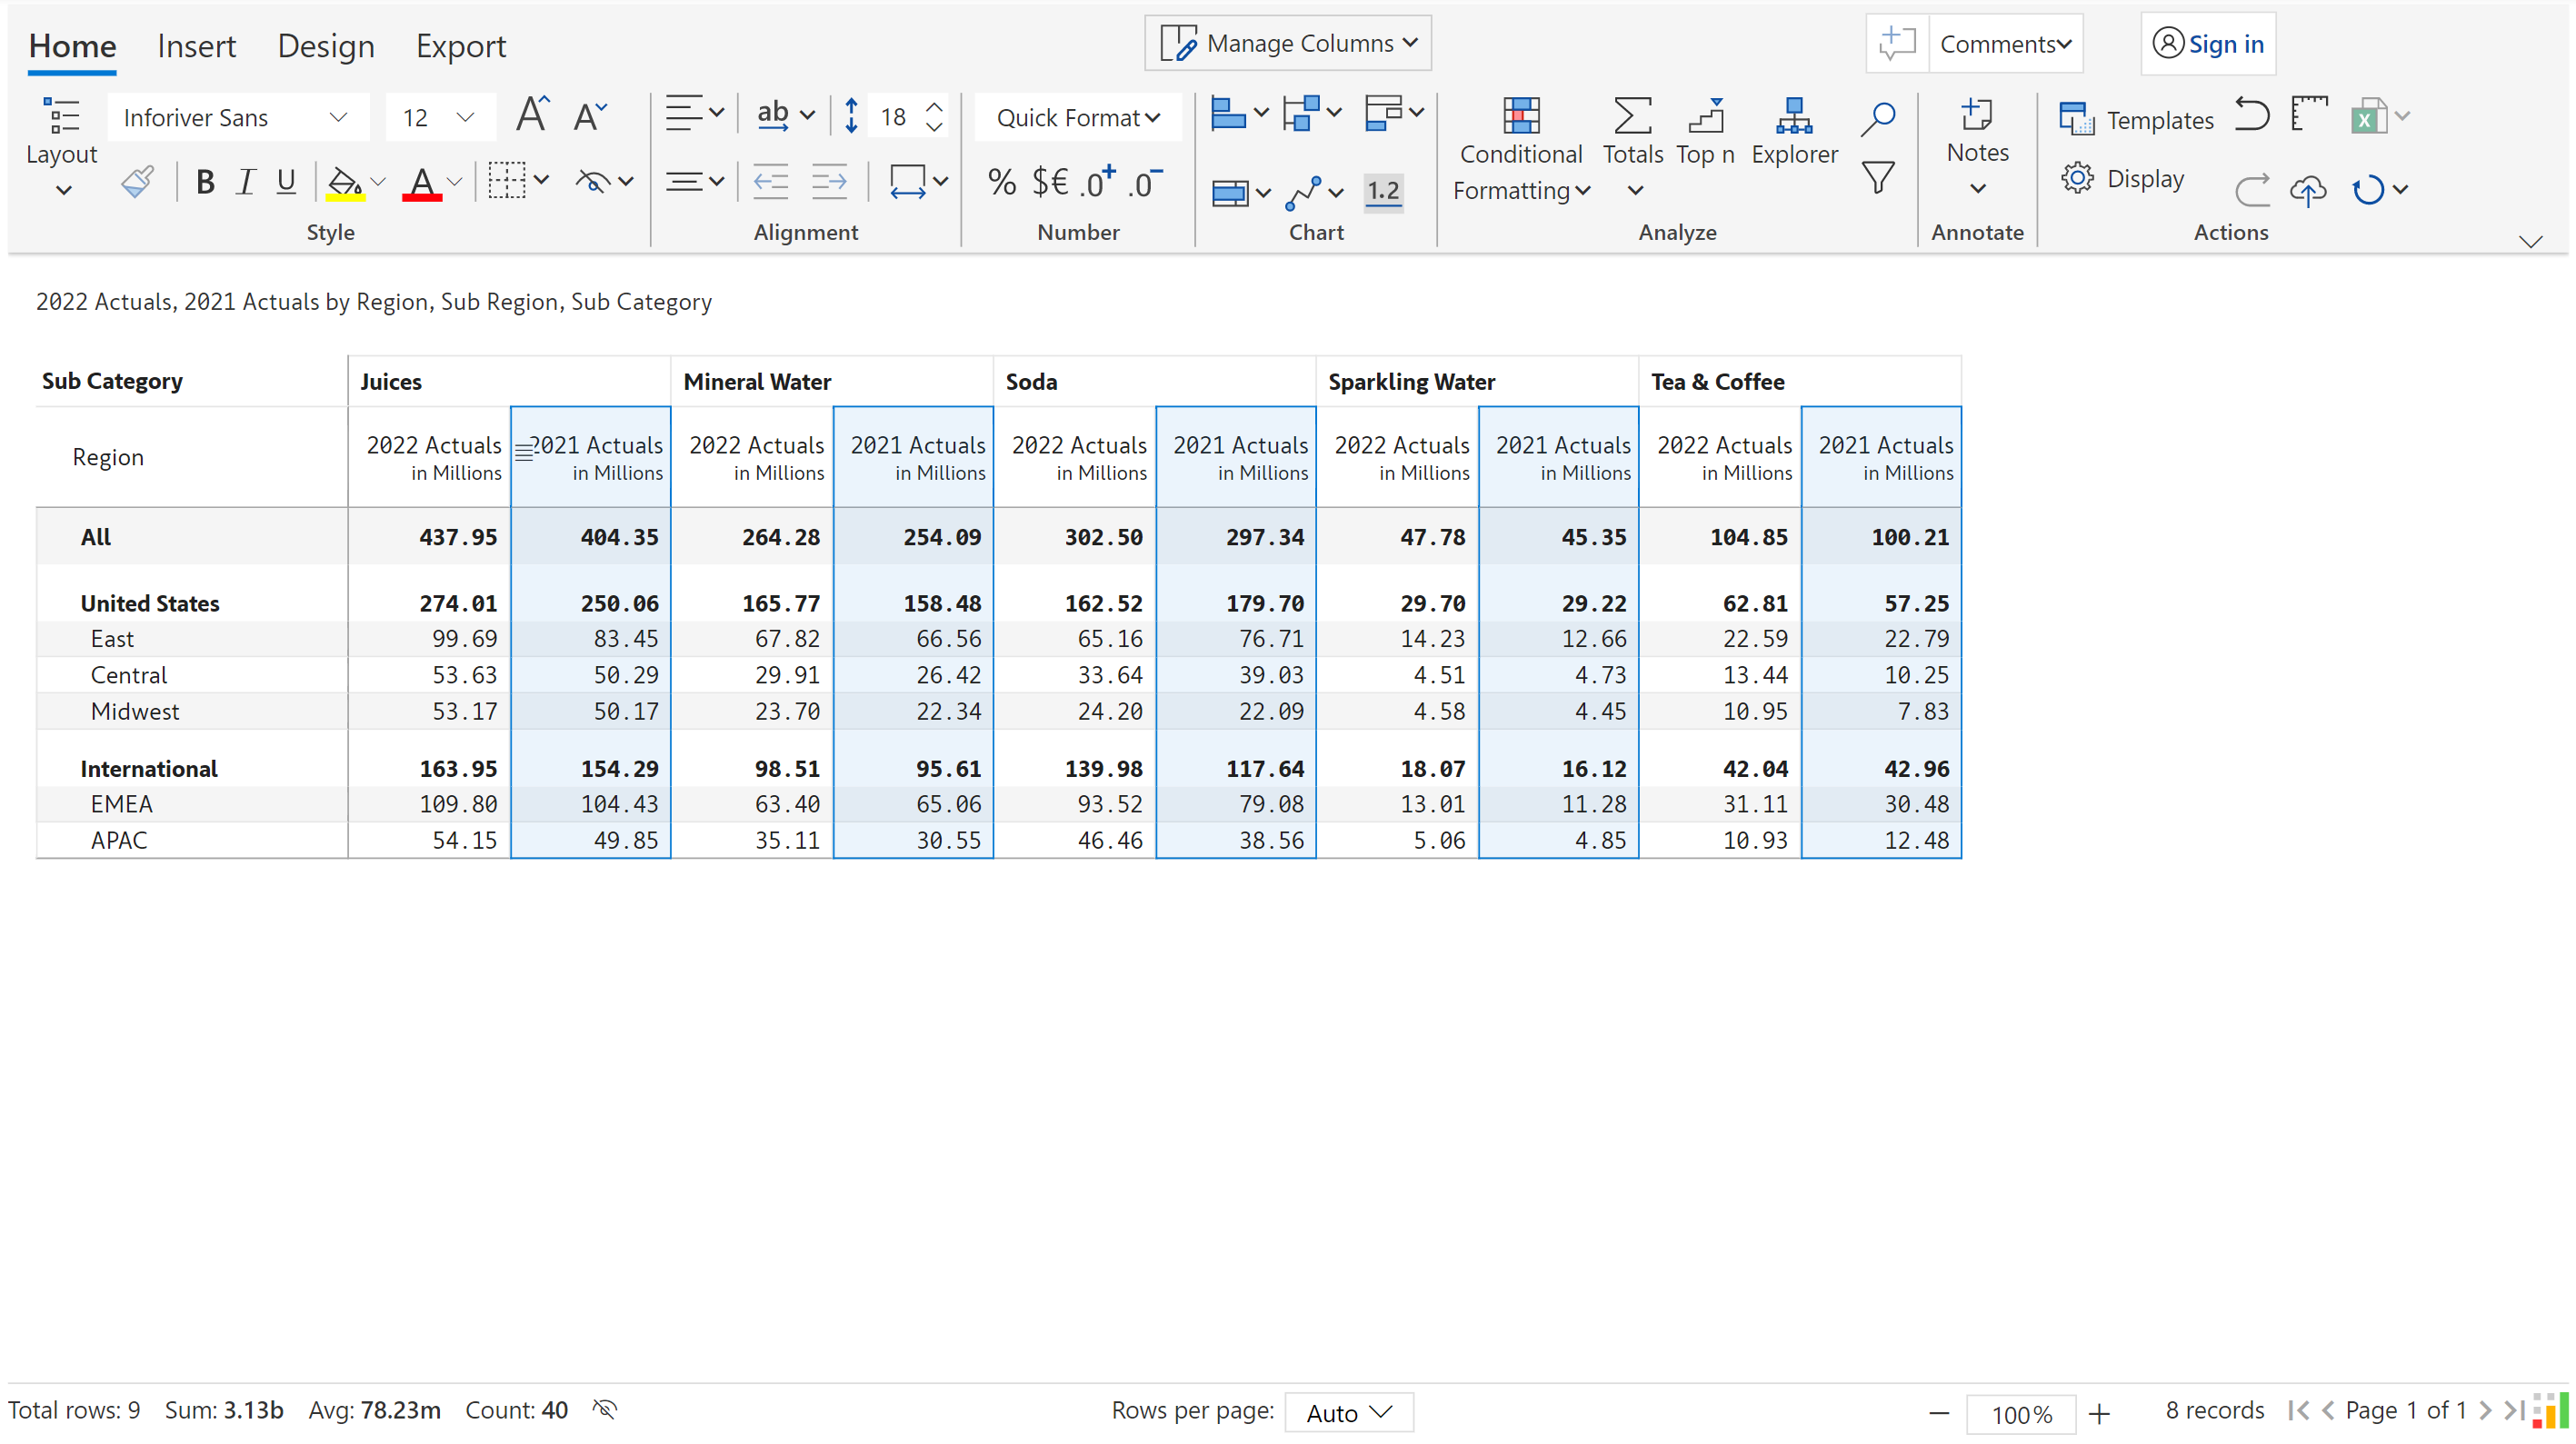 Home Insert Design Export Manage Columns Comments Sign in
Inforiver Sans 12 A A ab 18 Quick Format
Layout Conditional Formatting Totals Top n Explorer Notes Templates
B I U A % $€ .0+ .0− 1.2 Display
Style Alignment Number Chart Analyze Annotate Actions
2022 Actuals, 2021 Actuals by Region, Sub Region, Sub Category
Sub Category Juices Mineral Water Soda Sparkling Water Tea & Coffee
Region 2022 Actuals 2021 Actuals 2022 Actuals 2021 Actuals 2022 Actuals 2021 Actuals 2022 Actuals 2021 Actuals 2022 Actuals 2021 Actuals
in Millions in Millions in Millions in Millions in Millions in Millions in Millions in Millions in Millions in Millions
All 437.95 404.35 264.28 254.09 302.50 297.34 47.78 45.35 104.85 100.21
United States 274.01 250.06 165.77 158.48 162.52 179.70 29.70 29.22 62.81 57.25
East 99.69 83.45 67.82 66.56 65.16 76.71 14.23 12.66 22.59 22.79
Central 53.63 50.29 29.91 26.42 33.64 39.03 4.51 4.73 13.44 10.25
Midwest 53.17 50.17 23.70 22.34 24.20 22.09 4.58 4.45 10.95 7.83
International 163.95 154.29 98.51 95.61 139.98 117.64 18.07 16.12 42.04 42.96
EMEA 109.80 104.43 63.40 65.06 93.52 79.08 13.01 11.28 31.11 30.48
APAC 54.15 49.85 35.11 30.55 46.46 38.56 5.06 4.85 10.93 12.48
Total rows: 9 Sum: 3.13b Avg: 78.23m Count: 40 Rows per page: Auto − 100% + 8 records Page 1 of 1